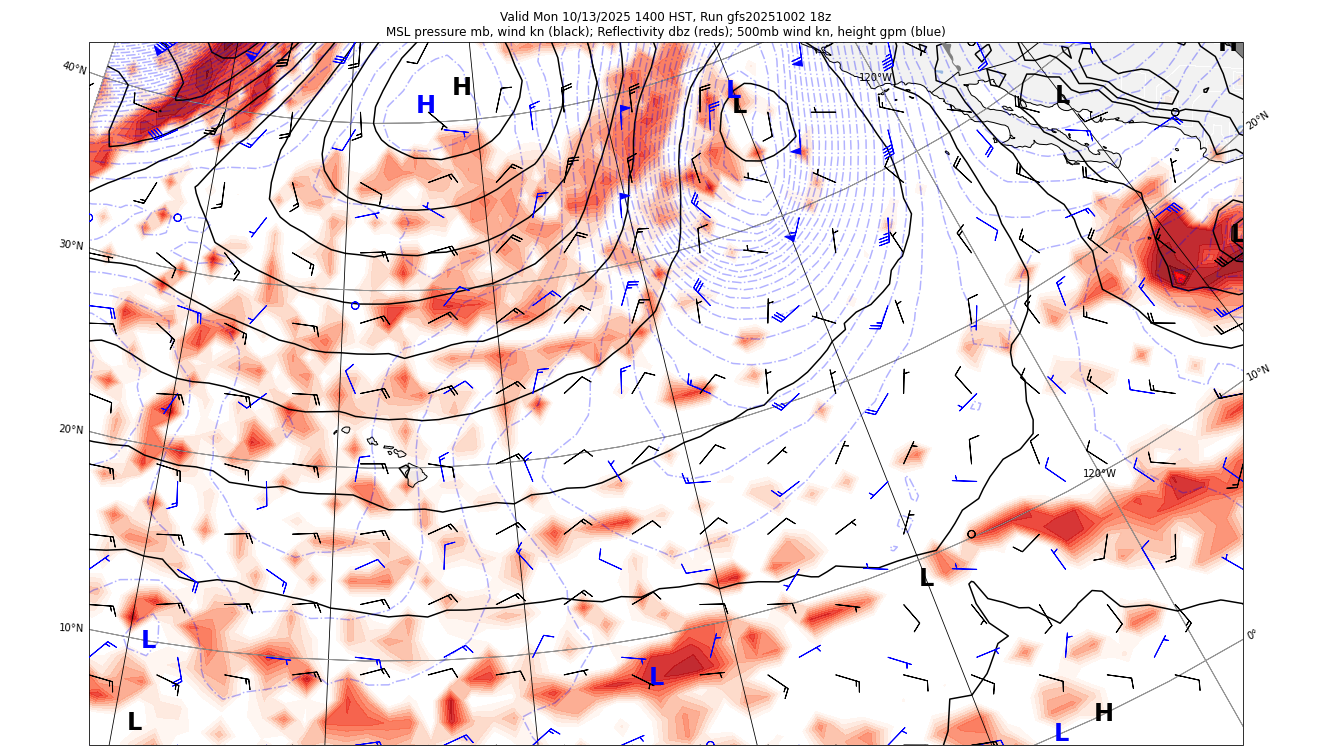 Valid Mon 10/13/2025 1400 HST, Run gfs20251002 18z
MSL pressure mb, wind kn (black); Reflectivity dbz (reds); 500mb wind kn, height gpm (blue)
H
40°N
120°W
H
H
L
L
L
20°N
30°N
L
10°N
20°N
120°W
L
10°N
0°
L
L
L
H
L